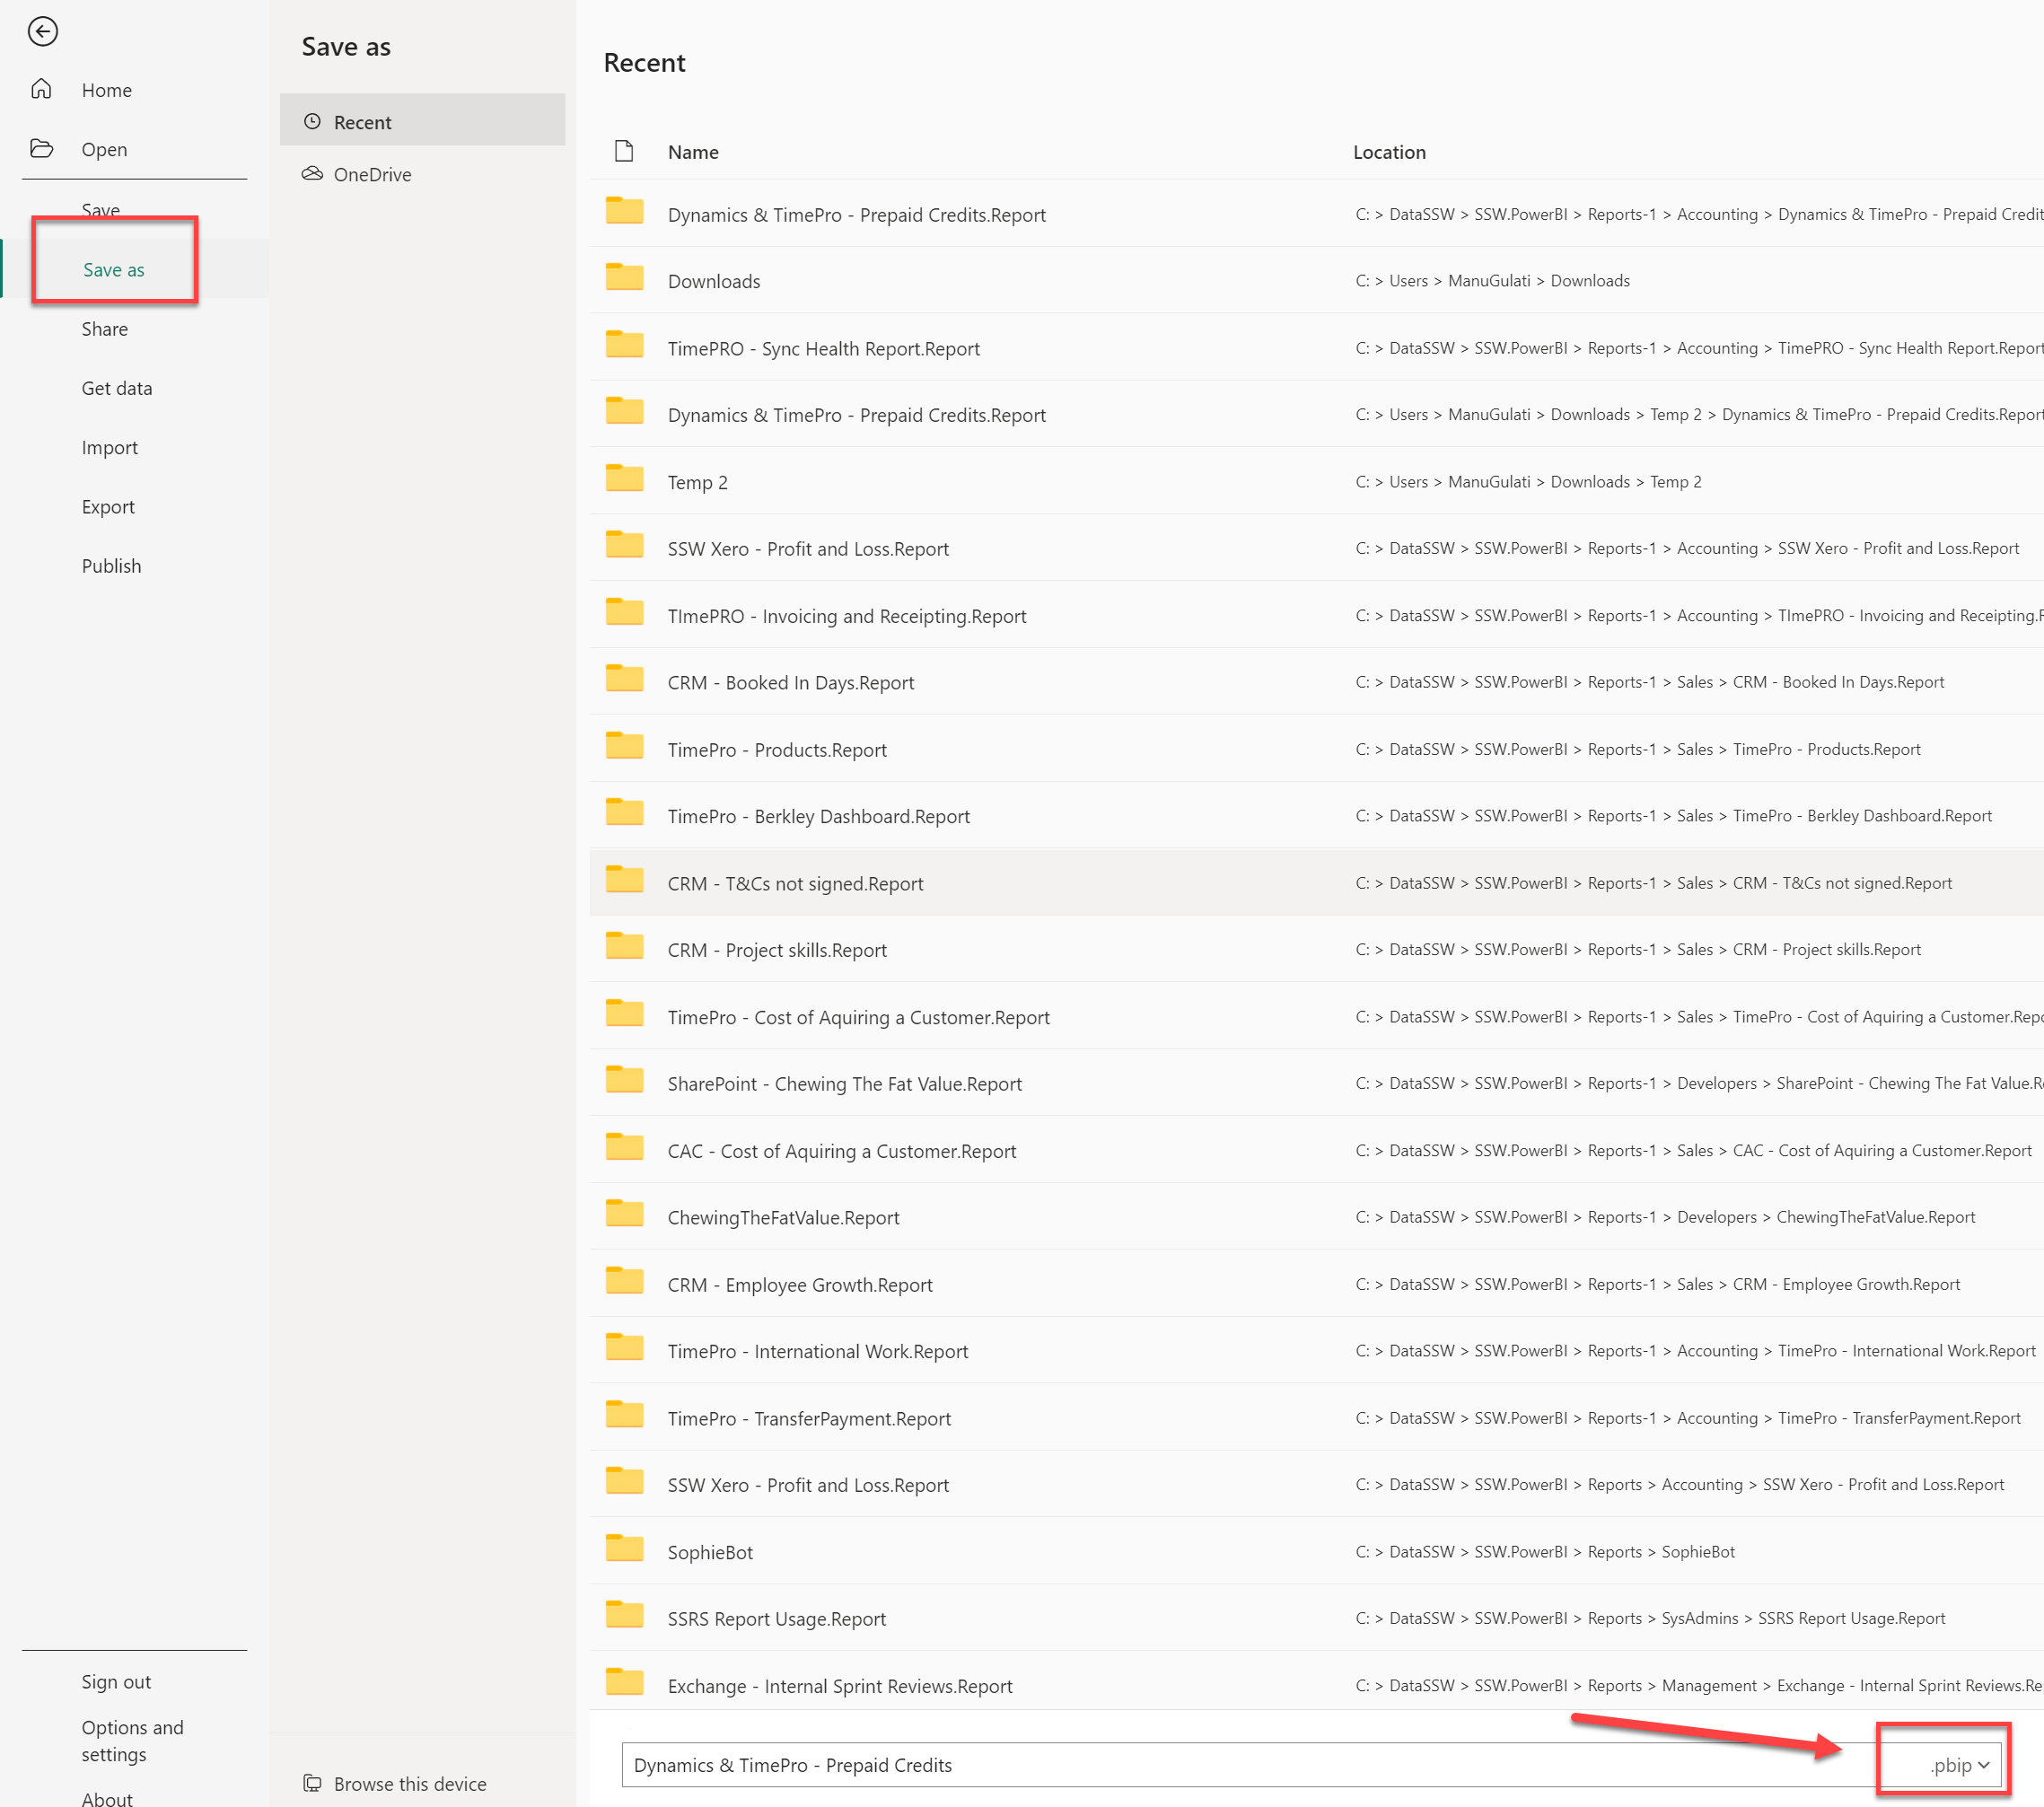 Home
Open
Save
Save as
Share
Get data
Import
Export
Publish
Sign out
Options and
settings
About
Save as
Recent
OneDrive
Browse this device
Recent
Name Location
Dynamics & TimePro - Prepaid Credits.Report C: > DataSSW > SSW.PowerBI > Reports-1 > Accounting > Dynamics & TimePro - Prepaid Credit
Downloads C: > Users > ManuGulati > Downloads
TimePRO - Sync Health Report.Report C: > DataSSW > SSW.PowerBI > Reports-1 > Accounting > TimePRO - Sync Health Report.Report
Dynamics & TimePro - Prepaid Credits.Report C: > Users > ManuGulati > Downloads > Temp 2 > Dynamics & TimePro - Prepaid Credits.Report
Temp 2 C: > Users > ManuGulati > Downloads > Temp 2
SSW Xero - Profit and Loss.Report C: > DataSSW > SSW.PowerBI > Reports-1 > Accounting > SSW Xero - Profit and Loss.Report
TImePRO - Invoicing and Receipting.Report C: > DataSSW > SSW.PowerBI > Reports-1 > Accounting > TImePRO - Invoicing and Receipting.R
CRM - Booked In Days.Report C: > DataSSW > SSW.PowerBI > Reports-1 > Sales > CRM - Booked In Days.Report
TimePro - Products.Report C: > DataSSW > SSW.PowerBI > Reports-1 > Sales > TimePro - Products.Report
TimePro - Berkley Dashboard.Report C: > DataSSW > SSW.PowerBI > Reports-1 > Sales > TimePro - Berkley Dashboard.Report
CRM - T&Cs not signed.Report C: > DataSSW > SSW.PowerBI > Reports-1 > Sales > CRM - T&Cs not signed.Report
CRM - Project skills.Report C: > DataSSW > SSW.PowerBI > Reports-1 > Sales > CRM - Project skills.Report
TimePro - Cost of Aquiring a Customer.Report C: > DataSSW > SSW.PowerBI > Reports-1 > Sales > TimePro - Cost of Aquiring a Customer.Repo
SharePoint - Chewing The Fat Value.Report C: > DataSSW > SSW.PowerBI > Reports-1 > Developers > SharePoint - Chewing The Fat Value.R
CAC - Cost of Aquiring a Customer.Report C: > DataSSW > SSW.PowerBI > Reports-1 > Sales > CAC - Cost of Aquiring a Customer.Report
ChewingTheFatValue.Report C: > DataSSW > SSW.PowerBI > Reports-1 > Developers > ChewingTheFatValue.Report
CRM - Employee Growth.Report C: > DataSSW > SSW.PowerBI > Reports-1 > Sales > CRM - Employee Growth.Report
TimePro - International Work.Report C: > DataSSW > SSW.PowerBI > Reports-1 > Accounting > TimePro - International Work.Report
TimePro - TransferPayment.Report C: > DataSSW > SSW.PowerBI > Reports-1 > Accounting > TimePro - TransferPayment.Report
SSW Xero - Profit and Loss.Report C: > DataSSW > SSW.PowerBI > Reports > Accounting > SSW Xero - Profit and Loss.Report
SophieBot C: > DataSSW > SSW.PowerBI > Reports > SophieBot
SSRS Report Usage.Report C: > DataSSW > SSW.PowerBI > Reports > SysAdmins > SSRS Report Usage.Report
Exchange - Internal Sprint Reviews.Report C: > DataSSW > SSW.PowerBI > Reports > Management > Exchange - Internal Sprint Reviews.Re
Dynamics & TimePro - Prepaid Credits .pbip